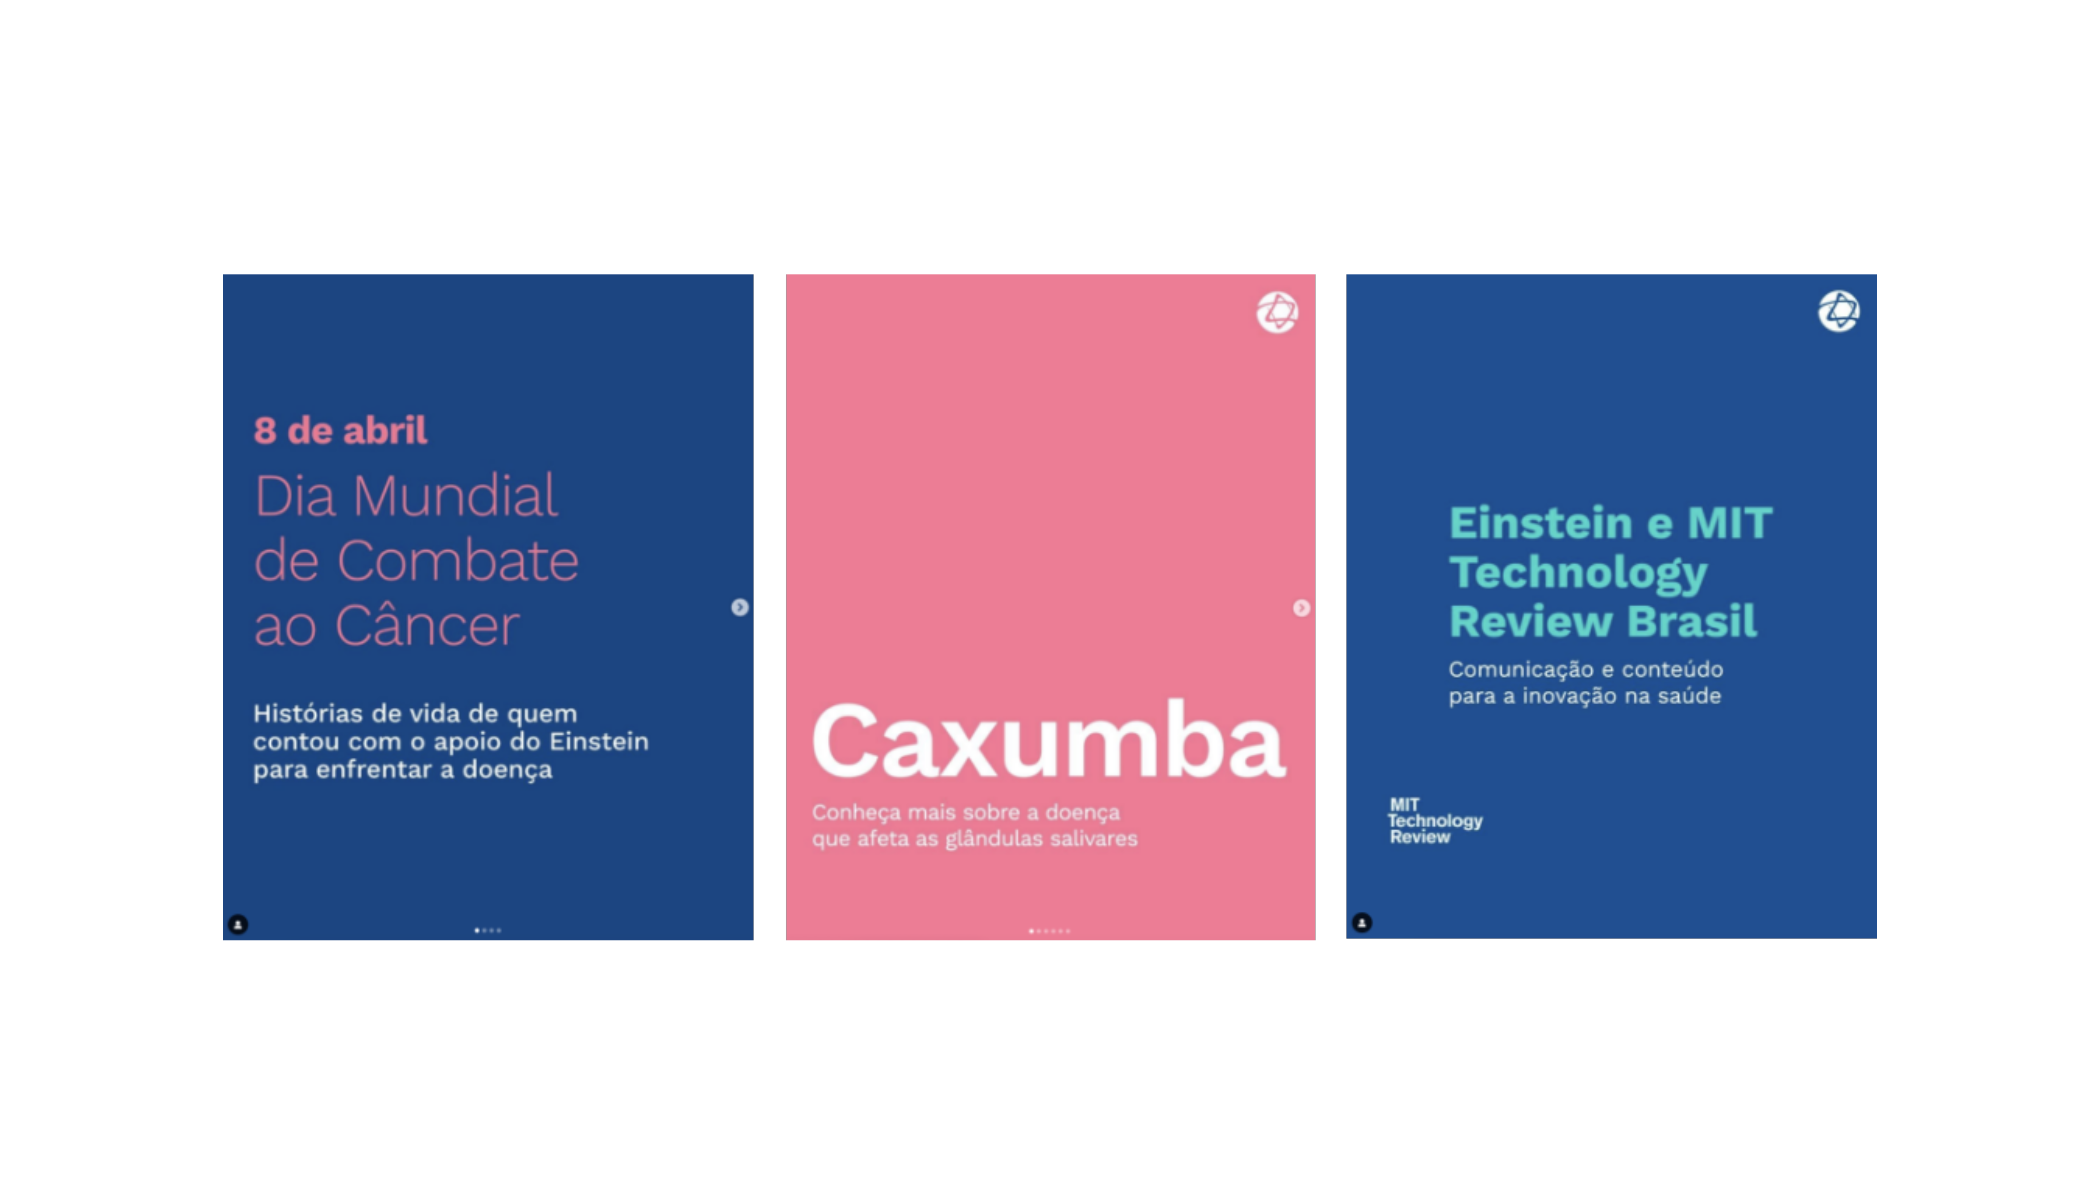 8 de abril
Dia Mundial
de Combate
ao Câncer
Histórias de vida de quem
contou com o apoio do Einstein
para enfrentar a doença
Caxumba
Conheça mais sobre a doença
que afeta as glândulas salivares
Einstein e MIT
Technology
Review Brasil
Comunicação e conteúdo
para a inovação na saúde
MIT
Technology
Review